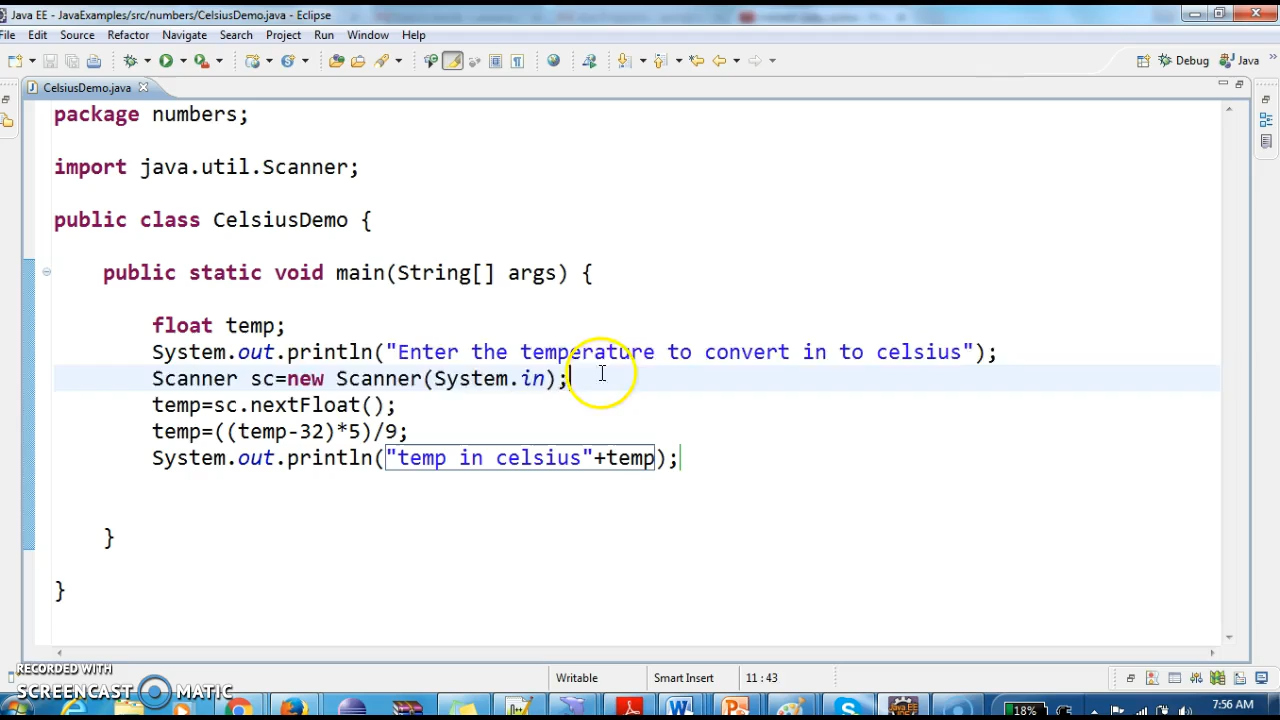 Java EE - JavaExamples/src/numbers/CelsiusDemo.java - Eclipse
File Edit Source Refactor Navigate Search Project Run Window Help
Debug Java
CelsiusDemo.java
package numbers;
import java.util.Scanner;
public class CelsiusDemo {
public static void main(String[] args) {
float temp;
System.out.println("Enter the temperature to convert in to celsius");
Scanner sc=new Scanner(System.in);
temp=sc.nextFloat();
temp=((temp-32)*5)/9;
System.out.println("temp in celsius"+temp);
}
}
Writable Smart Insert 11 : 43
RECORDED WITH
SCREENCAST MATIC
18% 7:56 AM